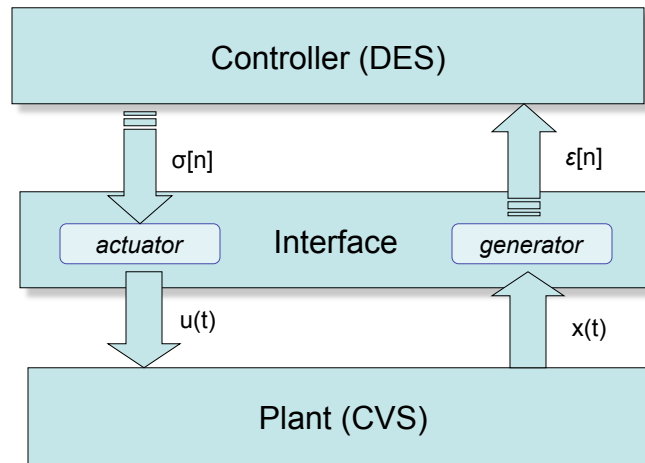 Controller (DES)
σ[n]
ε[n]
actuator
Interface
generator
u(t)
x(t)
Plant (CVS)